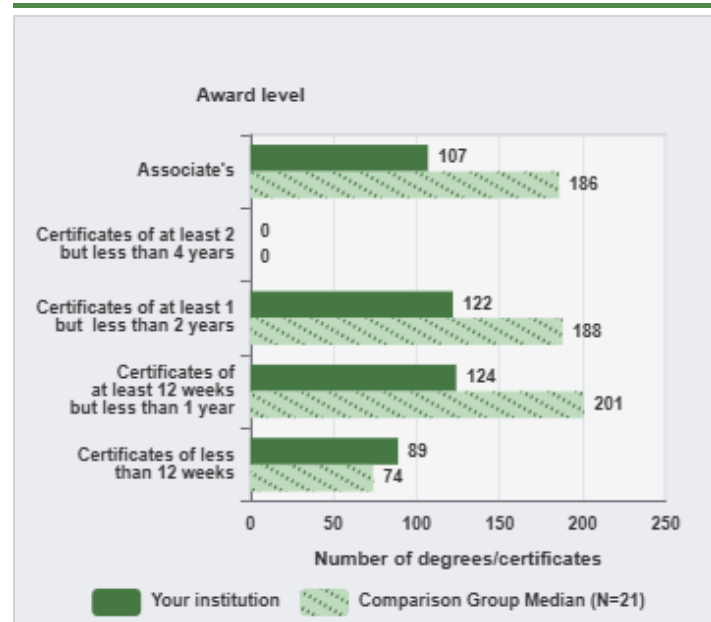 Award level
Associate's
107
186
Certificates of at least 2
but less than 4 years
0
0
Certificates of at least 1
but less than 2 years
122
188
Certificates of
at least 12 weeks
but less than 1 year
124
201
Certificates of less
than 12 weeks
89
74
0 50 100 150 200 250
Number of degrees/certificates
Your institution Comparison Group Median (N=21)